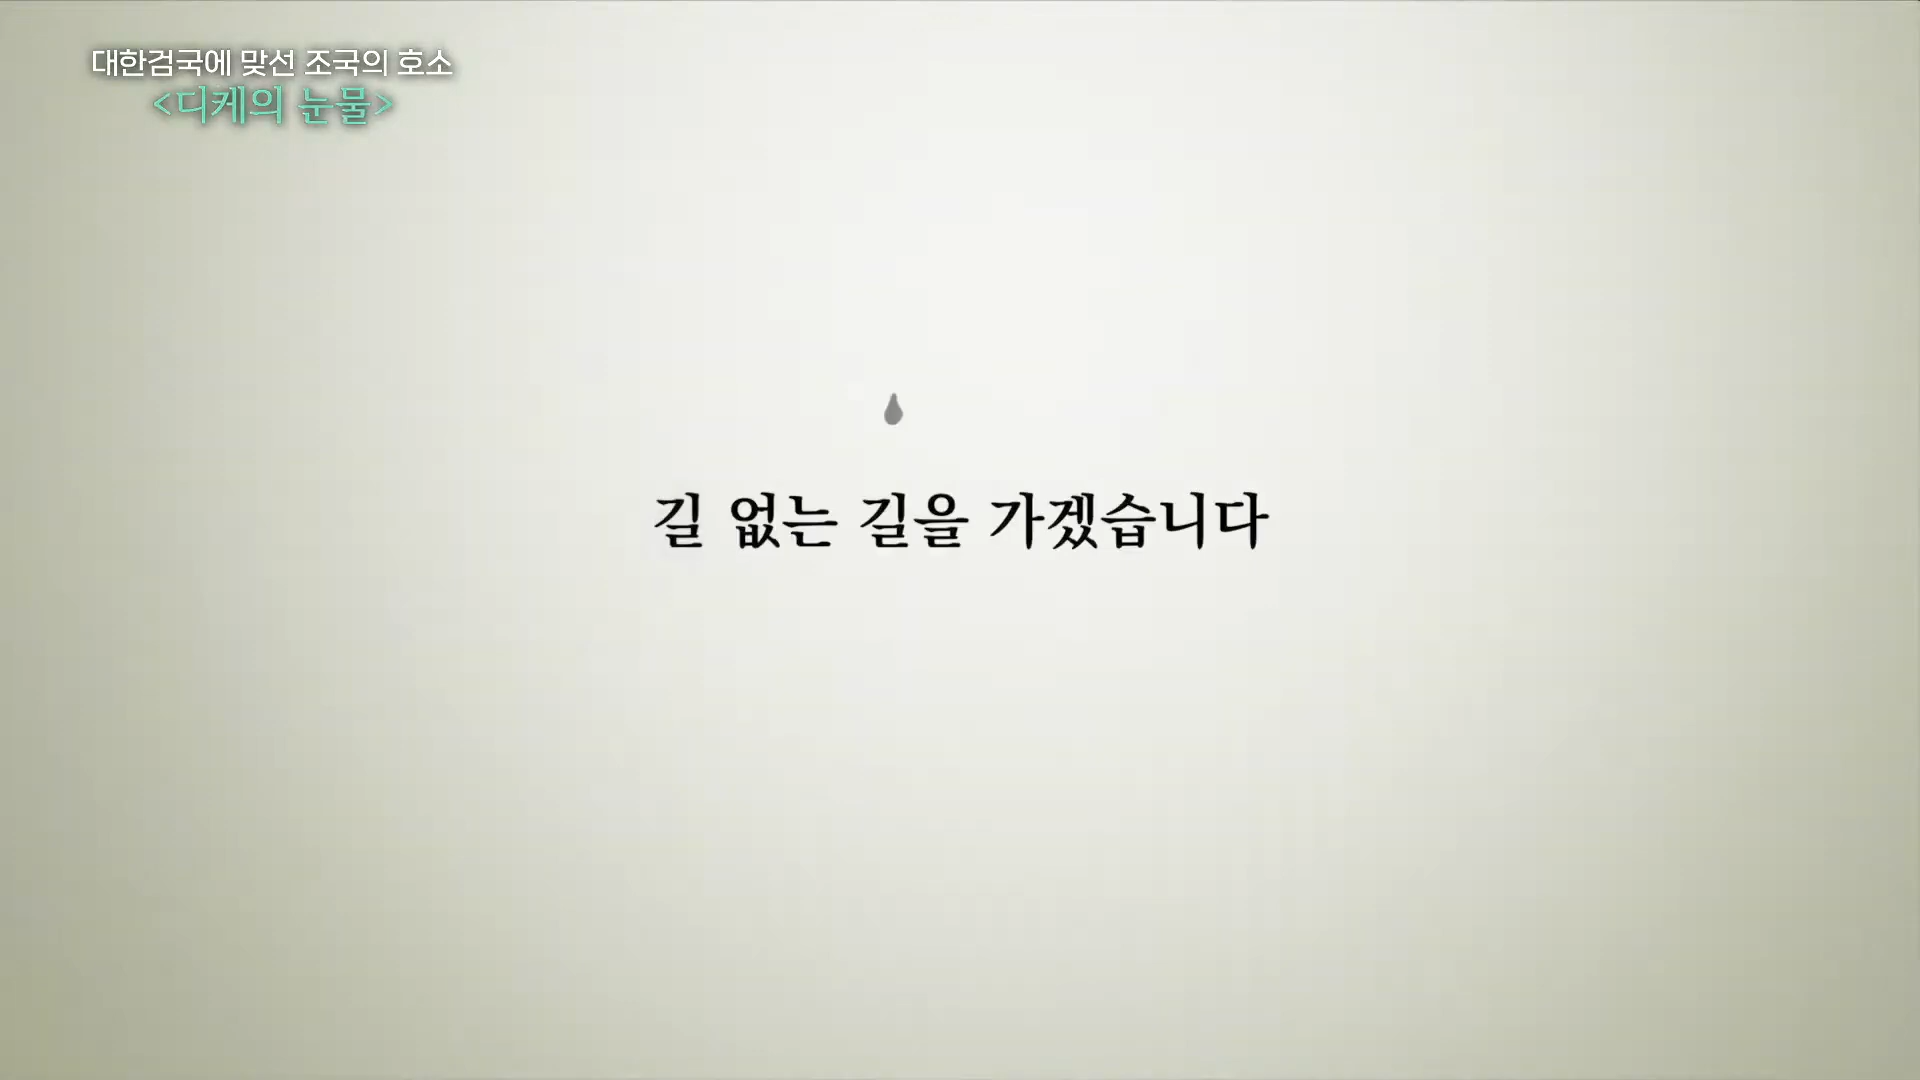 대한검국에 맞선 조국의 호소
<디케의 눈물>
길 없는 길을 가겠습니다